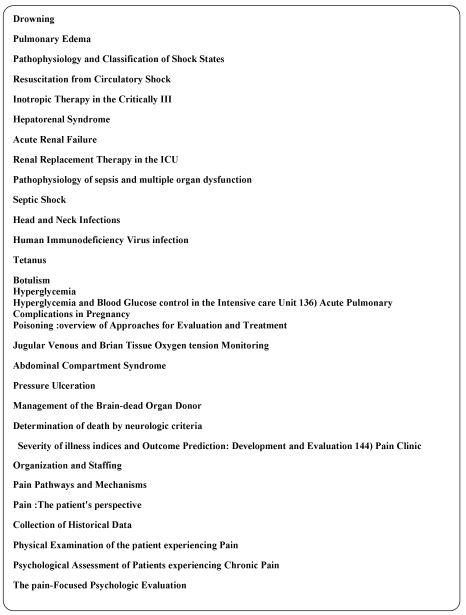 Drowning
Pulmonary Edema
Pathophysiology and Classification of Shock States
Resuscitation from Circulatory Shock
Inotropic Therapy in the Critically III
Hepatorenal Syndrome
Acute Renal Failure
Renal Replacement Therapy in the ICU
Pathophysiology of sepsis and multiple organ dysfunction
Septic Shock
Head and Neck Infections
Human Immunodeficiency Virus infection
Tetanus
Botulism
Hyperglycemia
Hyperglycemia and Blood Glucose control in the Intensive care Unit 136) Acute Pulmonary
Complications in Pregnancy
Poisoning :overview of Approaches for Evaluation and Treatment
Jugular Venous and Brian Tissue Oxygen tension Monitoring
Abdominal Compartment Syndrome
Pressure Ulceration
Management of the Brain-dead Organ Donor
Determination of death by neurologic criteria
Severity of illness indices and Outcome Prediction: Development and Evaluation 144) Pain Clinic
Organization and Staffing
Pain Pathways and Mechanisms
Pain :The patient's perspective
Collection of Historical Data
Physical Examination of the patient experiencing Pain
Psychological Assessment of Patients experiencing Chronic Pain
The pain-Focused Psychologic Evaluation